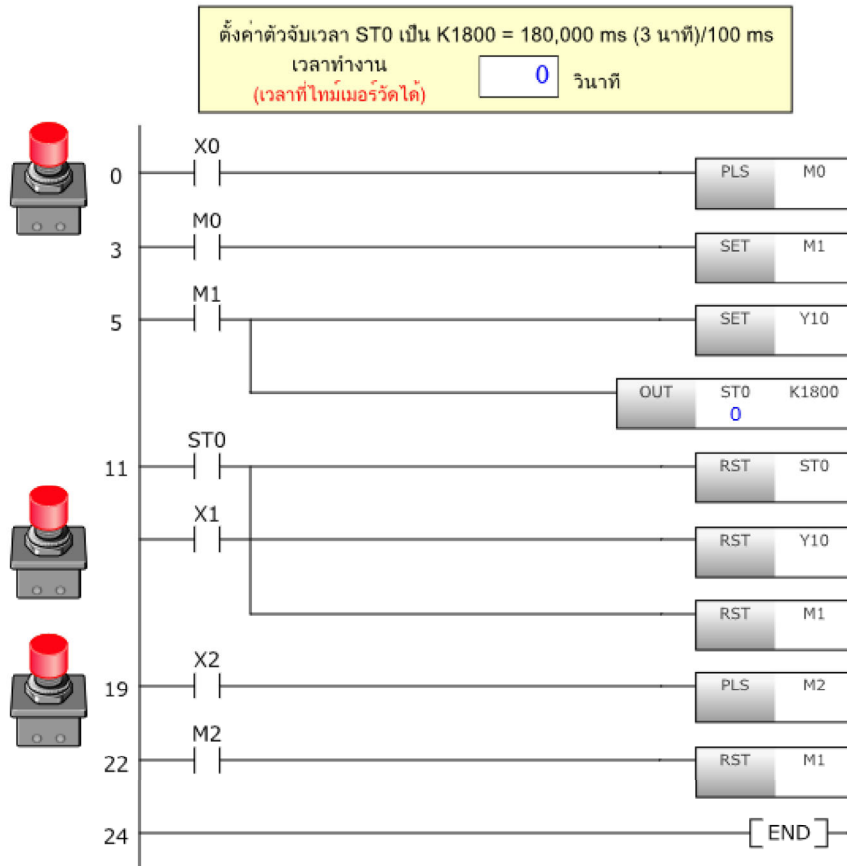 ตั้งค่าตัวจับเวลา ST0 เป็น K1800 = 180,000 ms (3 นาที)/100 ms
เวลาทำงาน
(เวลาที่ไทม์เมอร์วัดได้)
0 วินาที
X0
0 PLS M0
M0
3 SET M1
M1
5 SET Y10
OUT ST0 K1800
0
ST0
11 RST ST0
X1
RST Y10
RST M1
X2
19 PLS M2
M2
22 RST M1
24 END